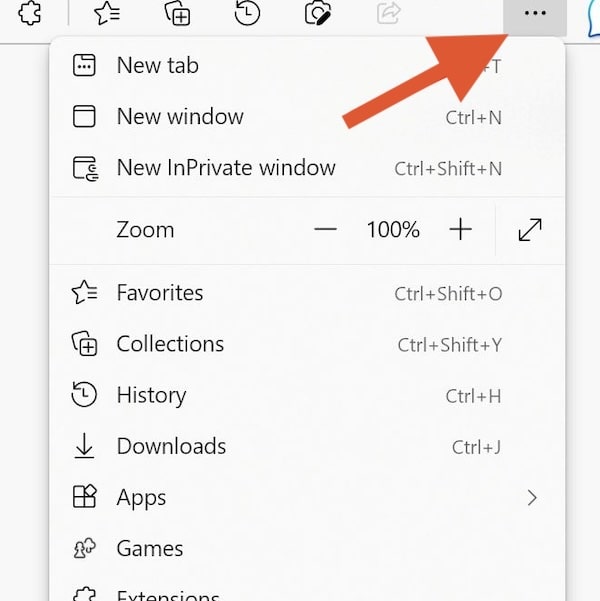 New tab T
New window Ctrl+N
New InPrivate window Ctrl+Shift+N
Zoom 100%
Favorites Ctrl+Shift+O
Collections Ctrl+Shift+Y
History Ctrl+H
Downloads Ctrl+J
Apps
Games
Extensions